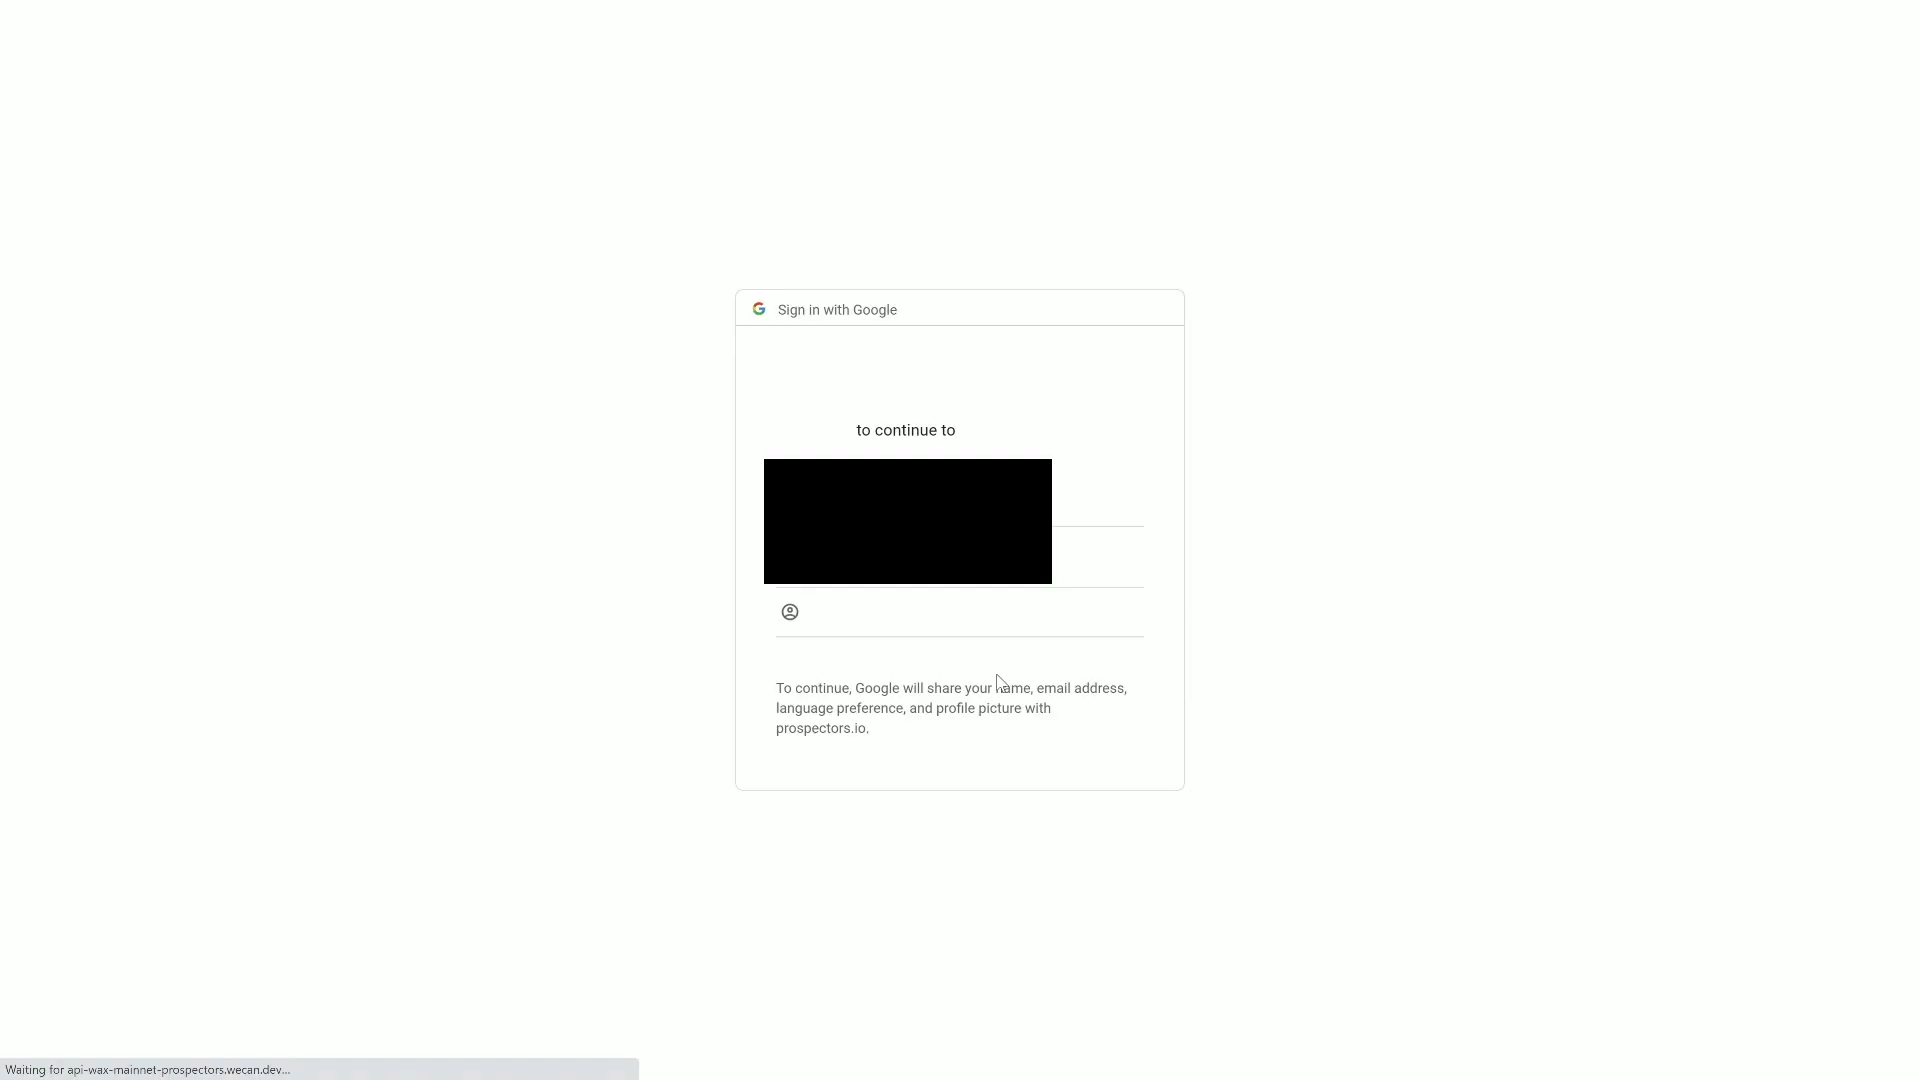 Sign in with Google
to continue to
To continue, Google will share your name, email address,
language preference, and profile picture with
prospectors.io.
Waiting for api-wax-mainnet-prospectors.wecan.dev...